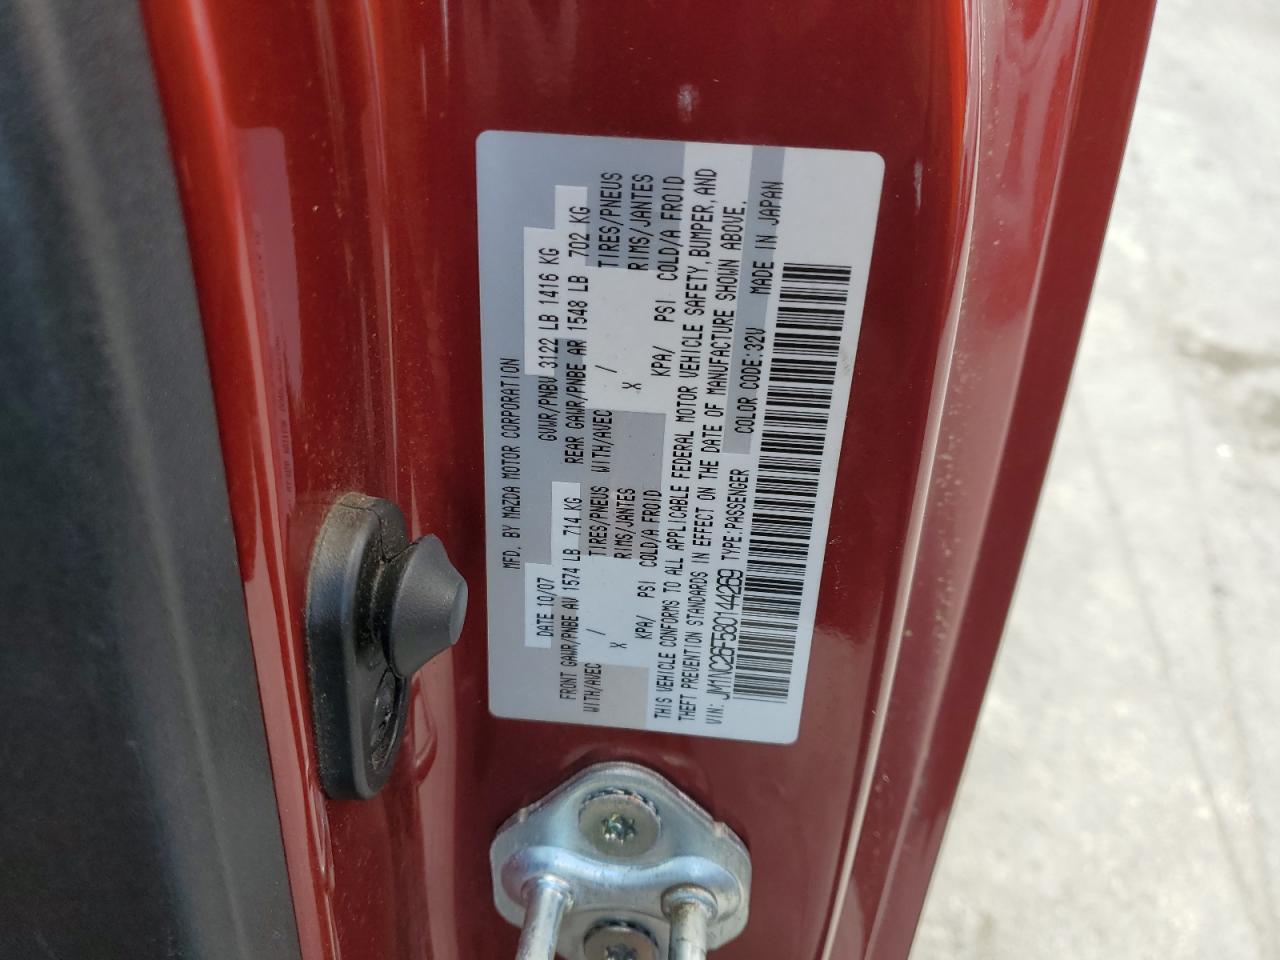 MFD. BY MAZDA MOTOR CORPORATION
DATE 10/07 GVWR/PNBV 3122 LB 1416 KG
FRONT GAWR/PNBE AV 1574 LB 714 KG REAR GAWR/PNBE AR 1548 LB 702 KG
WITH/AVEC / TIRES/PNEUS WITH/AVEC / TIRES/PNEUS
X RIMS/JANTES X RIMS/JANTES
KPA/ PSI COLD/A FROID KPA/ PSI COLD/A FROID
THIS VEHICLE CONFORMS TO ALL APPLICABLE FEDERAL MOTOR VEHICLE SAFETY, BUMPER, AND
THEFT PREVENTION STANDARDS IN EFFECT ON THE DATE OF MANUFACTURE SHOWN ABOVE.
VIN: JM1NC26F580144269 TYPE:PASSENGER COLOR CODE:32V MADE IN JAPAN